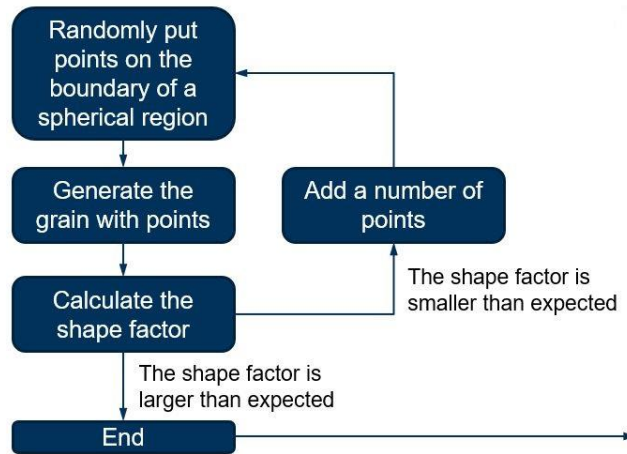 Randomly put
points on the
boundary of a
spherical region
Generate the
grain with points
Add a number of
points
Calculate the
shape factor
The shape factor is
smaller than expected
The shape factor is
larger than expected
End